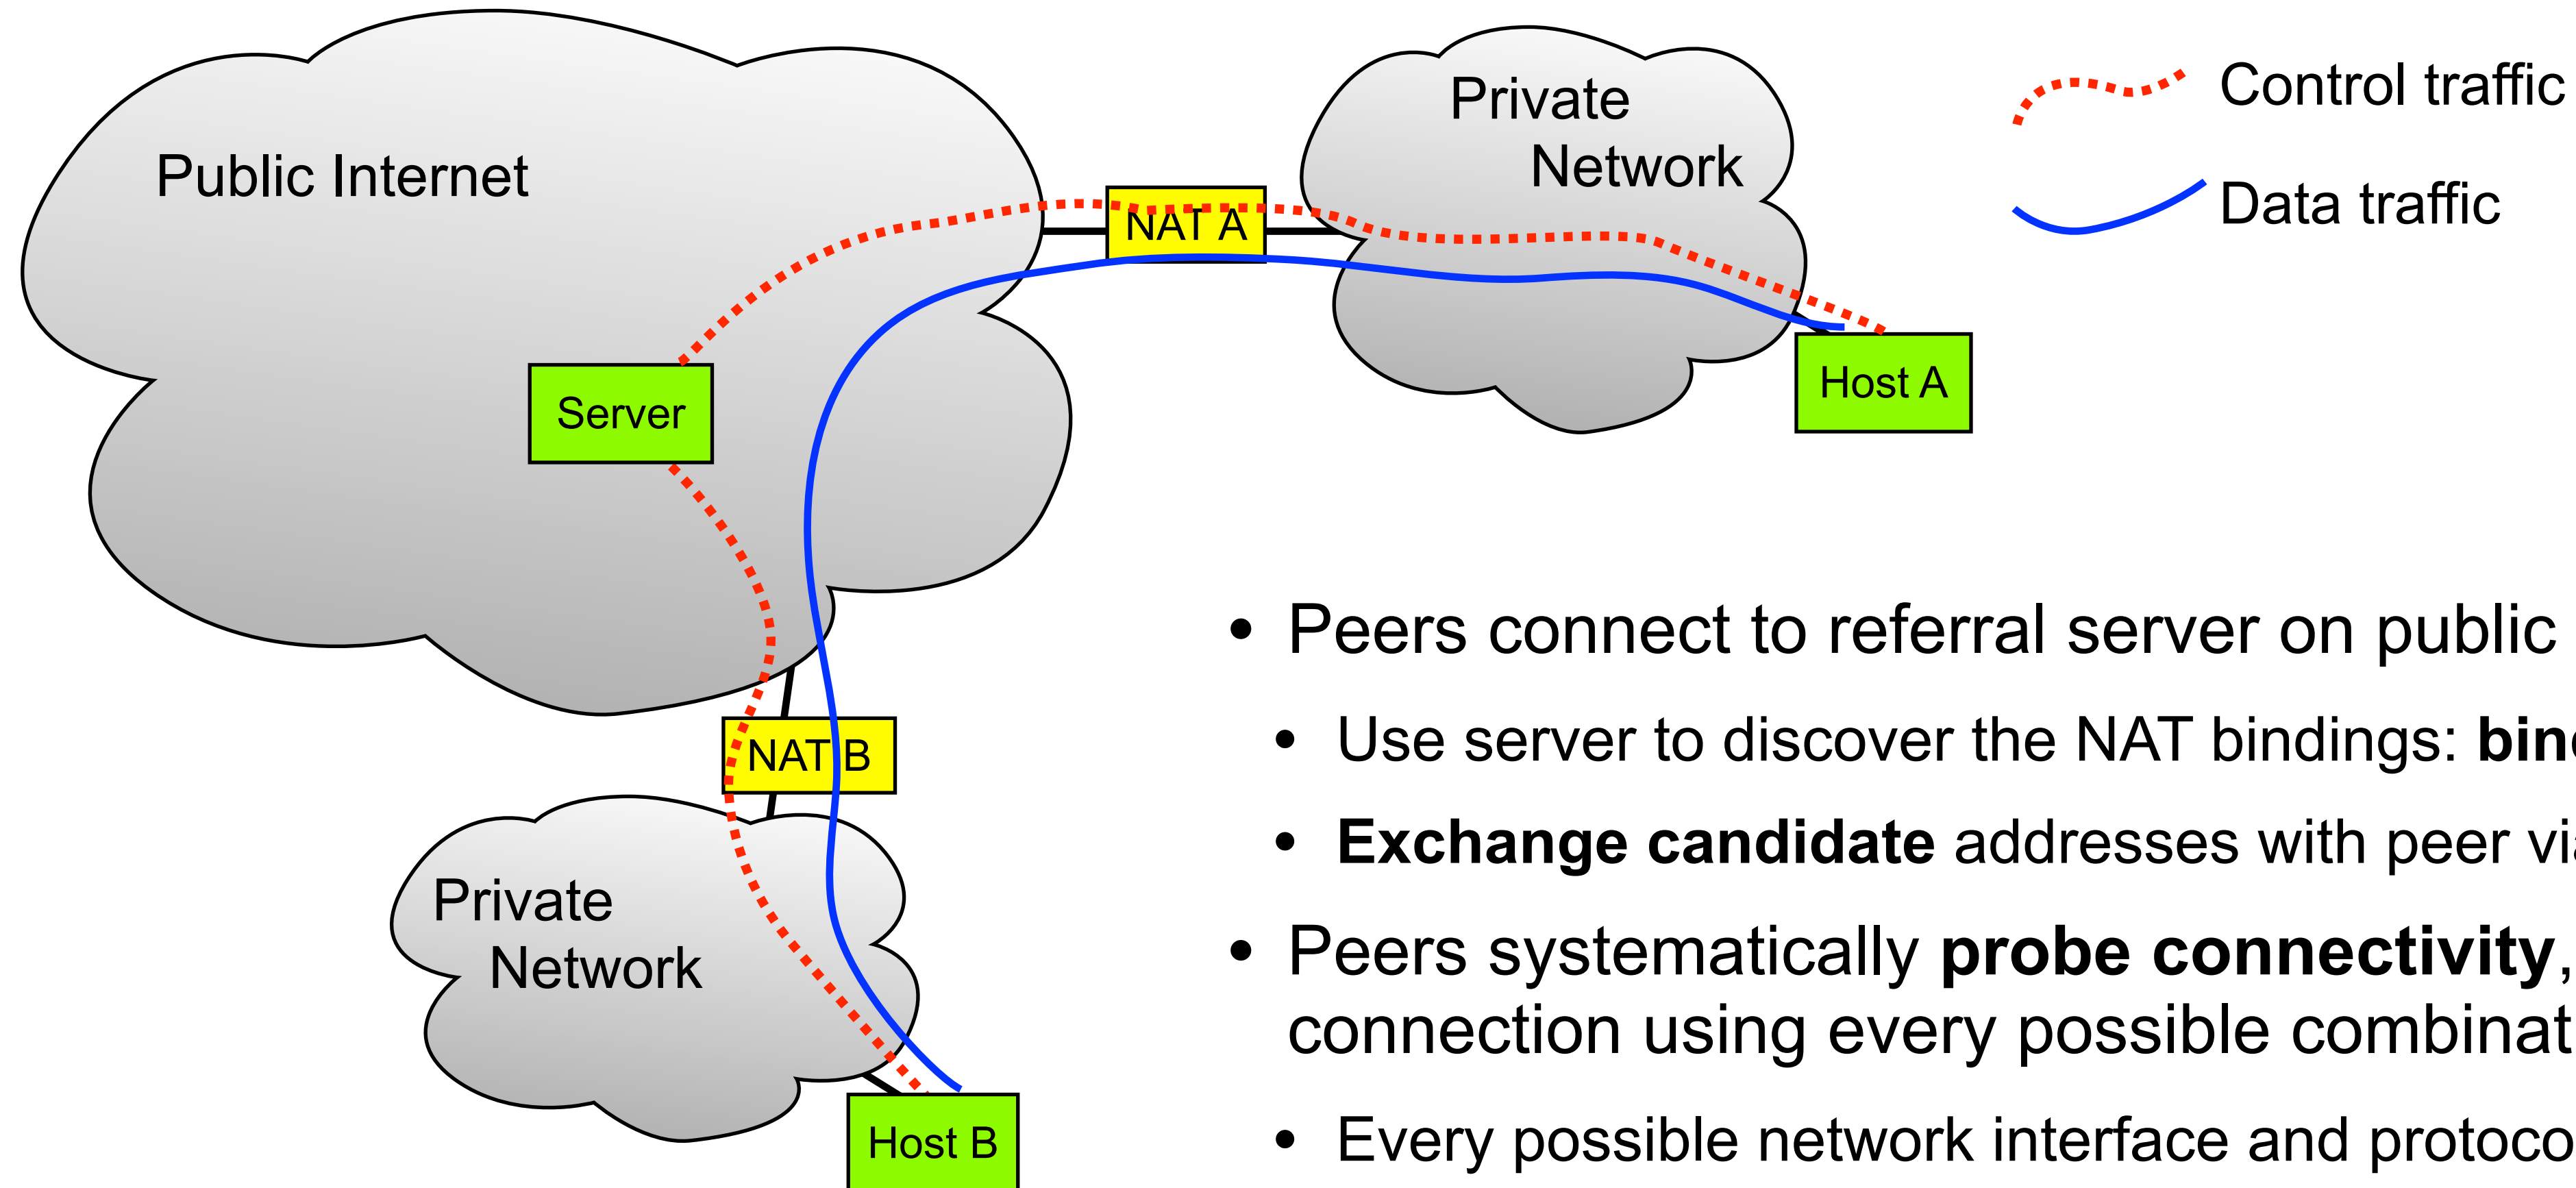 Public Internet
Private
Network
Control traffic
Data traffic
NAT A
Server
Host A
NAT B
Private
Network
Host B
• Peers connect to referral server on public
• Use server to discover the NAT bindings:
• Exchange candidate addresses with peer
• Peers systematically probe connectivity,
connection using every possible
• Every possible network interface and